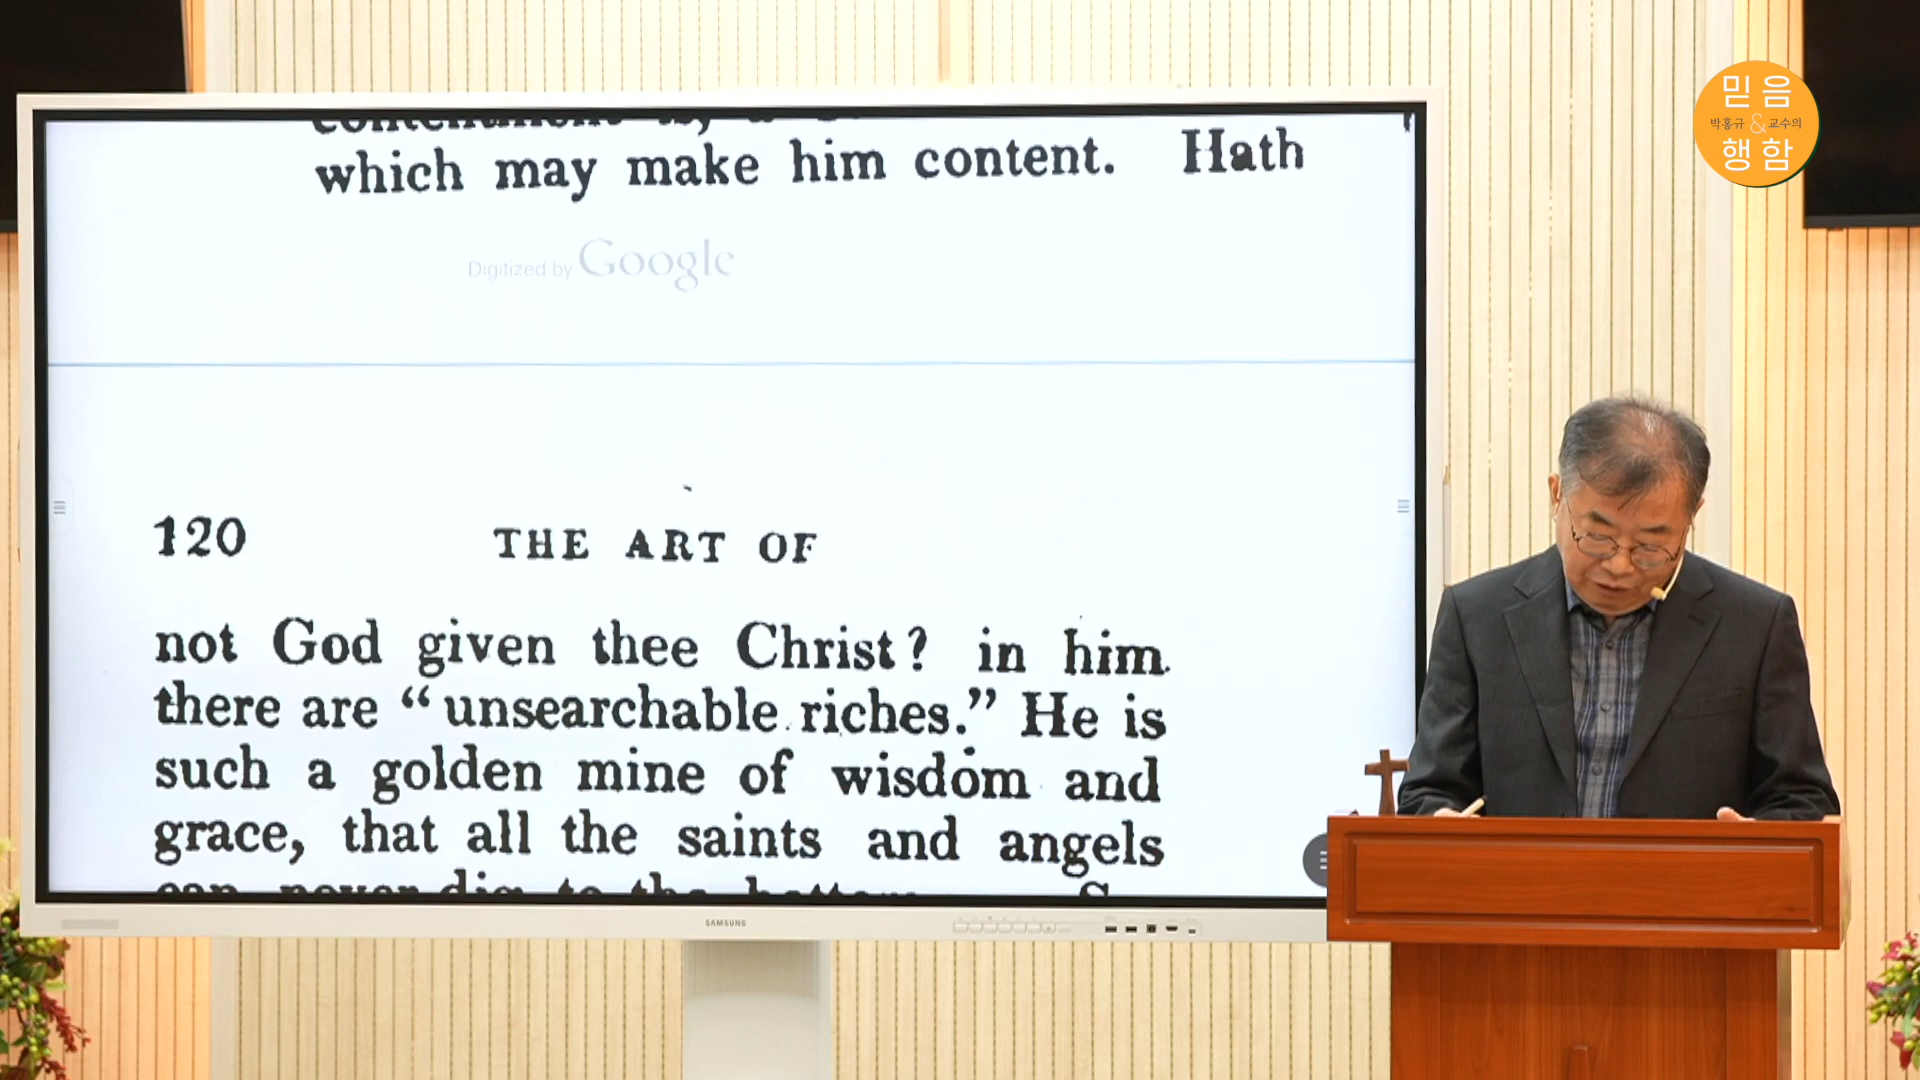 which may make him content. Hath
Digitized by Google
120 THE ART OF
not God given thee Christ? in him
there are “unsearchable riches.” He is
such a golden mine of wisdom and
grace, that all the saints and angels
SAMSUNG
믿음
박홍규 & 교수의
행함